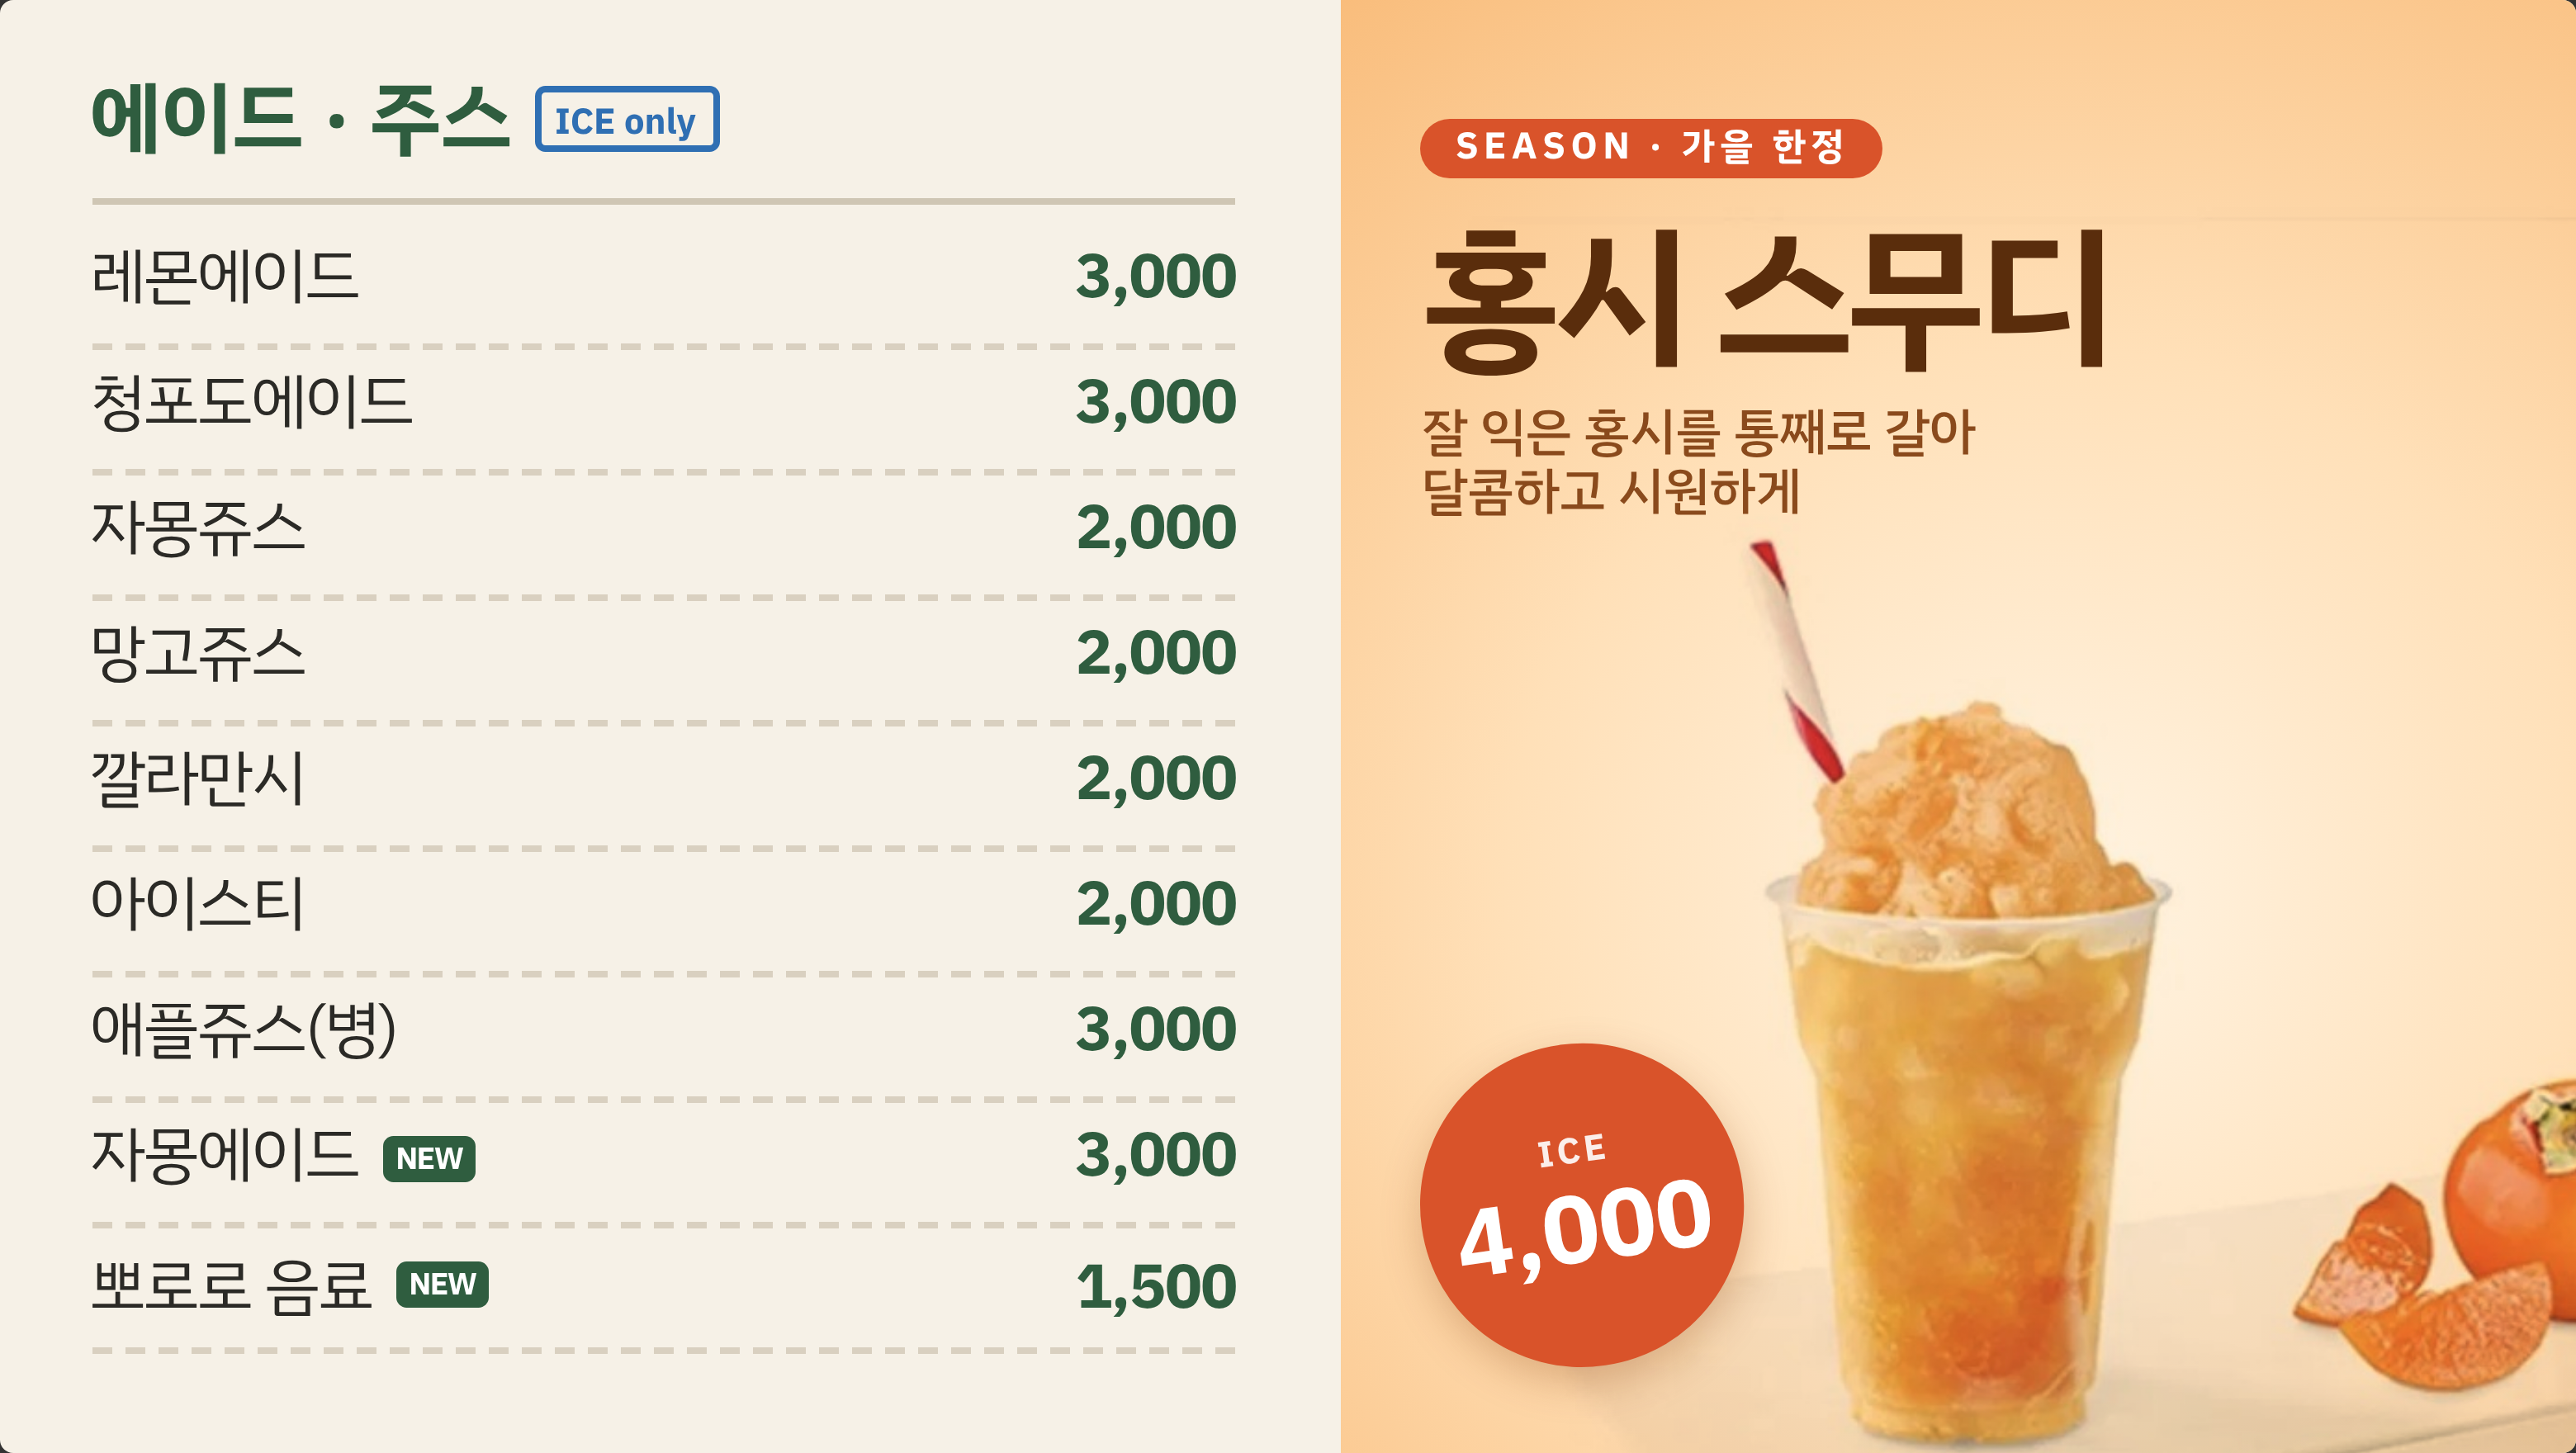 에이드 · 주스 ICE only
레몬에이드 3,000
청포도에이드 3,000
자몽쥬스 2,000
망고쥬스 2,000
깔라만시 2,000
아이스티 2,000
애플쥬스(병) 3,000
자몽에이드 NEW 3,000
뽀로로 음료 NEW 1,500
SEASON · 가을 한정
홍시 스무디
잘 익은 홍시를 통째로 갈아
달콤하고 시원하게
ICE
4,000